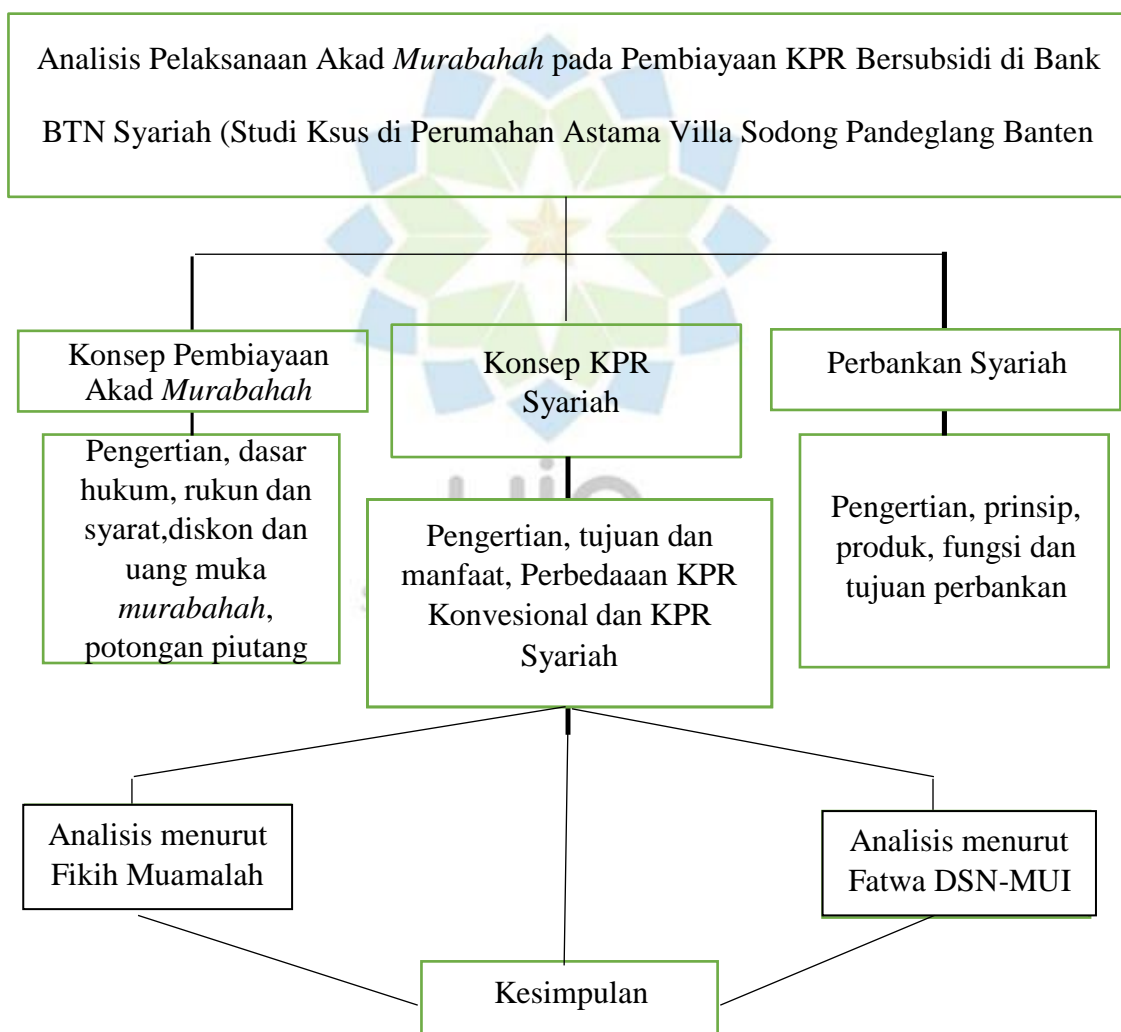 Analisis Pelaksanaan Akad Murabahah pada Pembiayaan KPR Bersubsidi di Bank
BTN Syariah (Studi Ksus di Perumahan Astama Villa Sodong Pandeglang Banten
Konsep Pembiayaan
Akad Murabahah
Konsep KPR
Syariah
Perbankan Syariah
Pengertian, dasar
hukum, rukun dan
syarat,diskon dan
uang muka
murabahah,
potongan piutang
Pengertian, tujuan dan
manfaat, Perbedaaan KPR
Konvesional dan KPR
Syariah
Pengertian, prinsip,
produk, fungsi dan
tujuan perbankan
Analisis menurut
Fikih Muamalah
Analisis menurut
Fatwa DSN-MUI
Kesimpulan